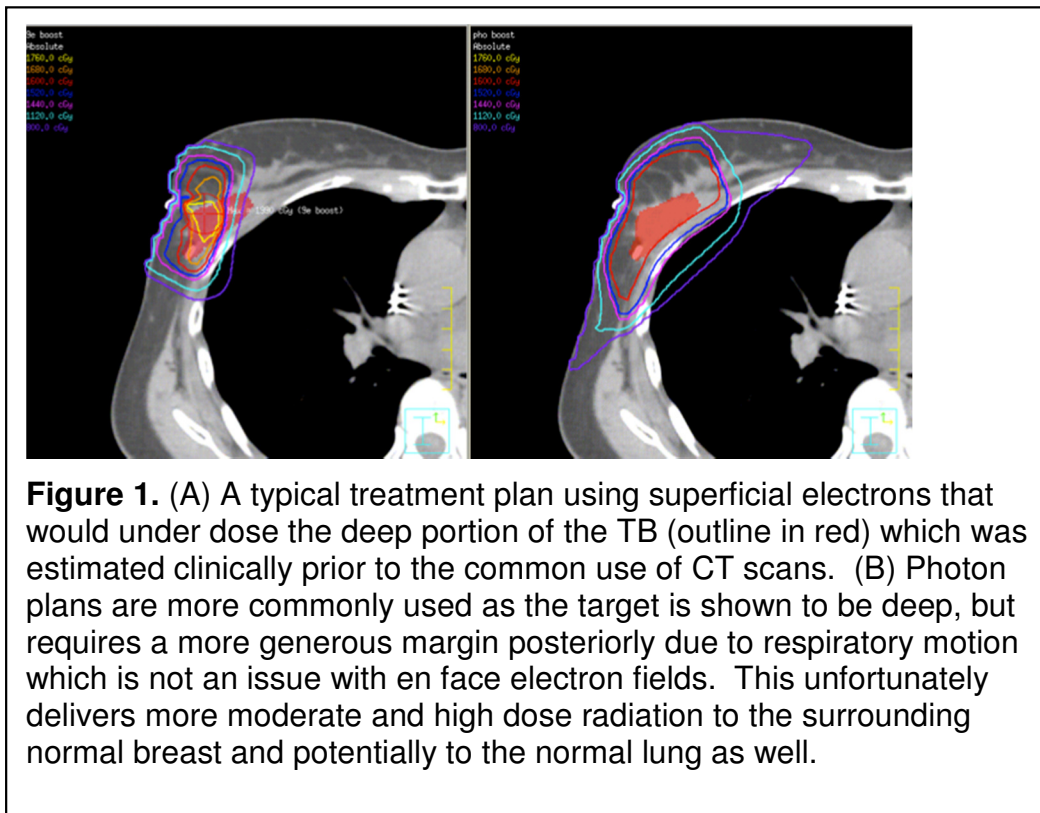 9e boost
Absolute
1760.0 cGy
1680.0 cGy
1600.0 cGy
1520.0 cGy
1440.0 cGy
1120.0 cGy
800.0 cGy
Max = 1990 cGy (9e boost)
pho boost
Absolute
1760.0 cGy
1680.0 cGy
1600.0 cGy
1520.0 cGy
1440.0 cGy
1120.0 cGy
800.0 cGy
Figure 1. (A) A typical treatment plan using superficial electrons that
would under dose the deep portion of the TB (outline in red) which was
estimated clinically prior to the common use of CT scans. (B) Photon
plans are more commonly used as the target is shown to be deep, but
requires a more generous margin posteriorly due to respiratory motion
which is not an issue with en face electron fields. This unfortunately
delivers more moderate and high dose radiation to the surrounding
normal breast and potentially to the normal lung as well.